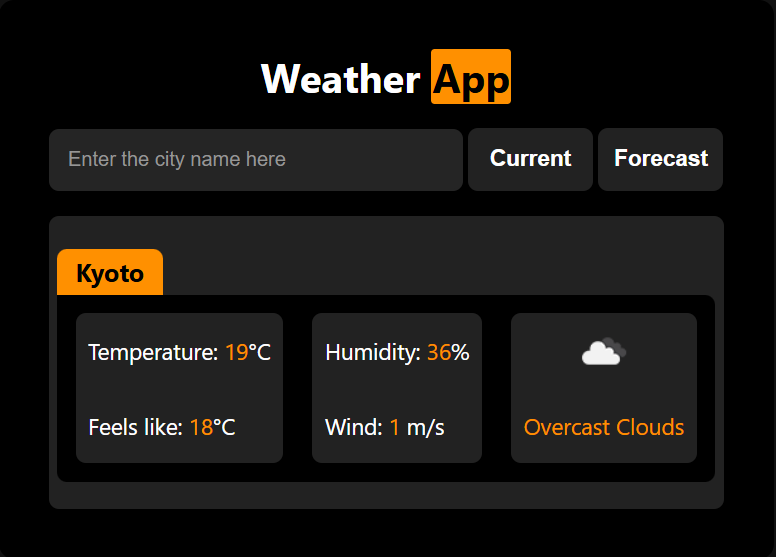 Weather App
Enter the city name here
Current
Forecast
Kyoto
Temperature: 19°C
Feels like: 18°C
Humidity: 36%
Wind: 1 m/s
Overcast Clouds